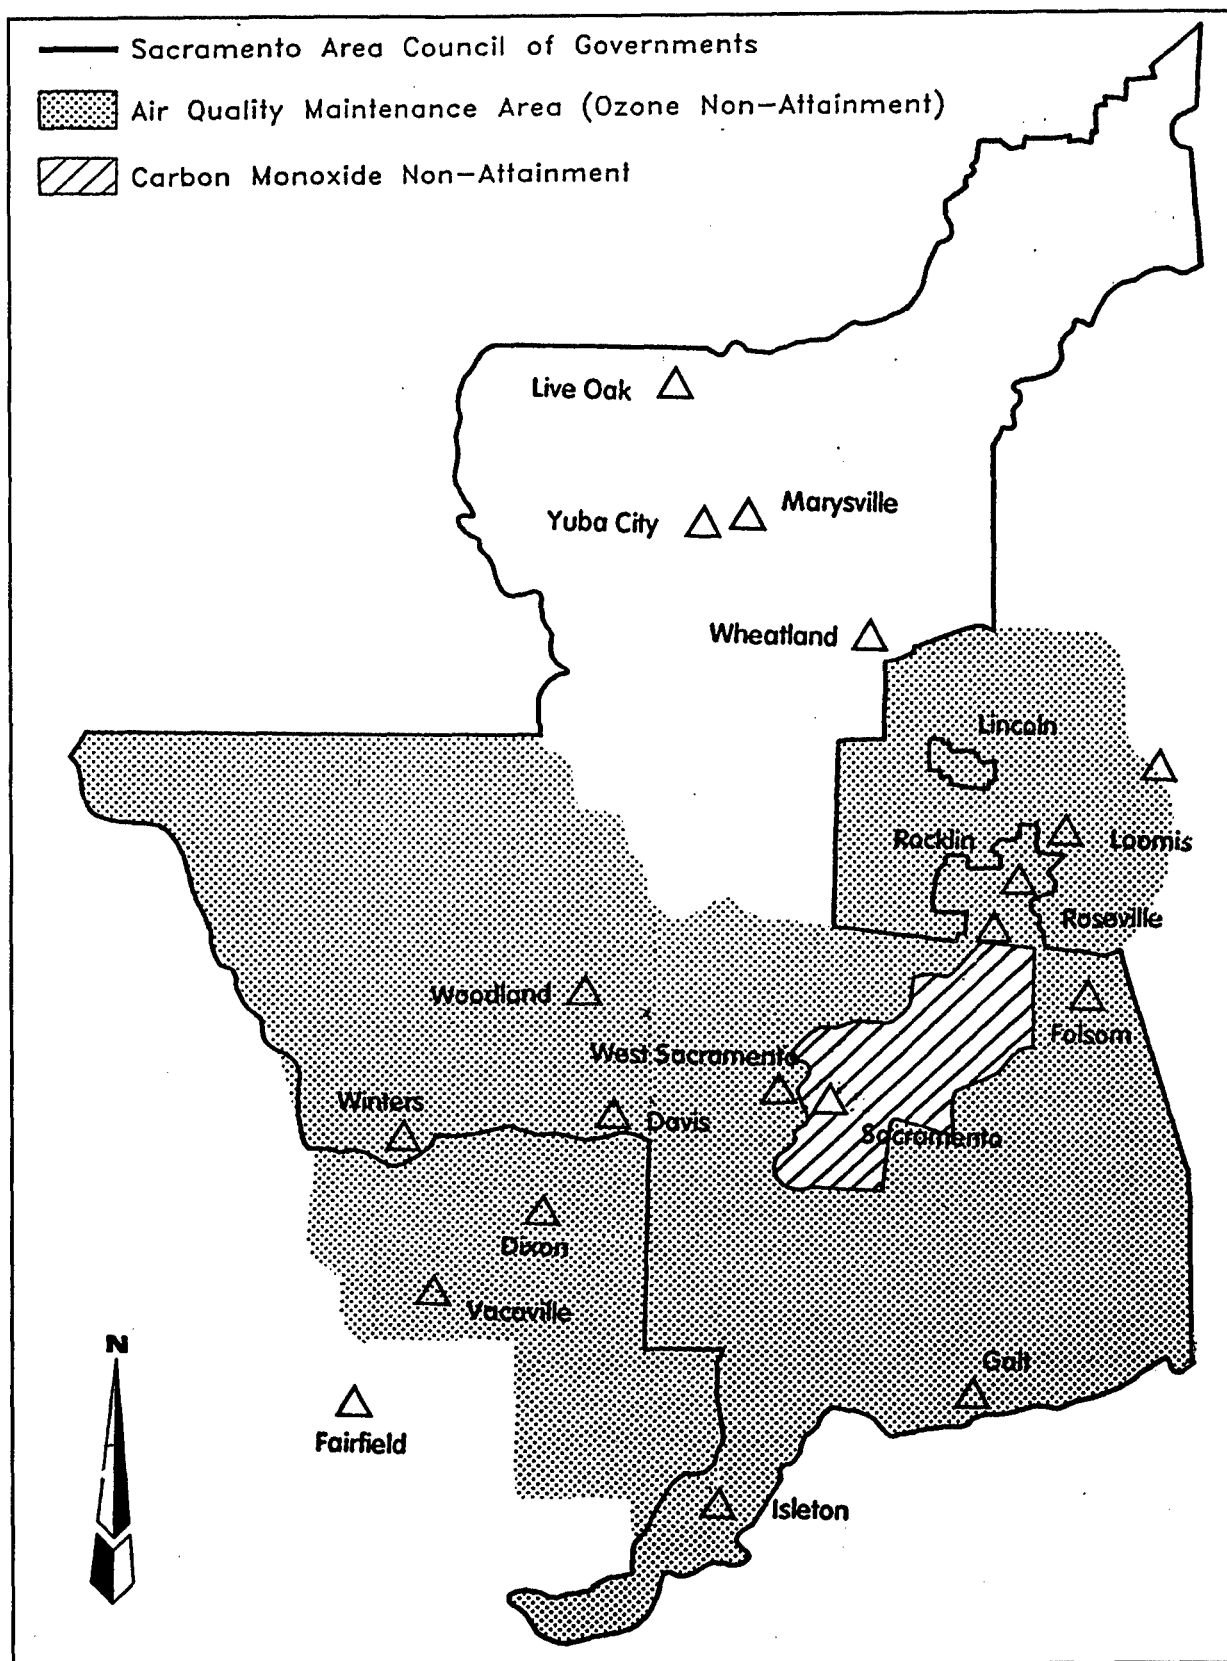 Sacramento Area Council of Governments
Air Quality Maintenance Area (Ozone Non-Attainment)
Carbon Monoxide Non-Attainment
Live Oak
Yuba City
Marysville
Wheatland
Lincoln
Rocklin
Loomis
Roseville
Woodland
Folsom
West Sacramento
Winters
Davis
Sacramento
Dixon
Vacaville
N
Galt
Fairfield
Isleton